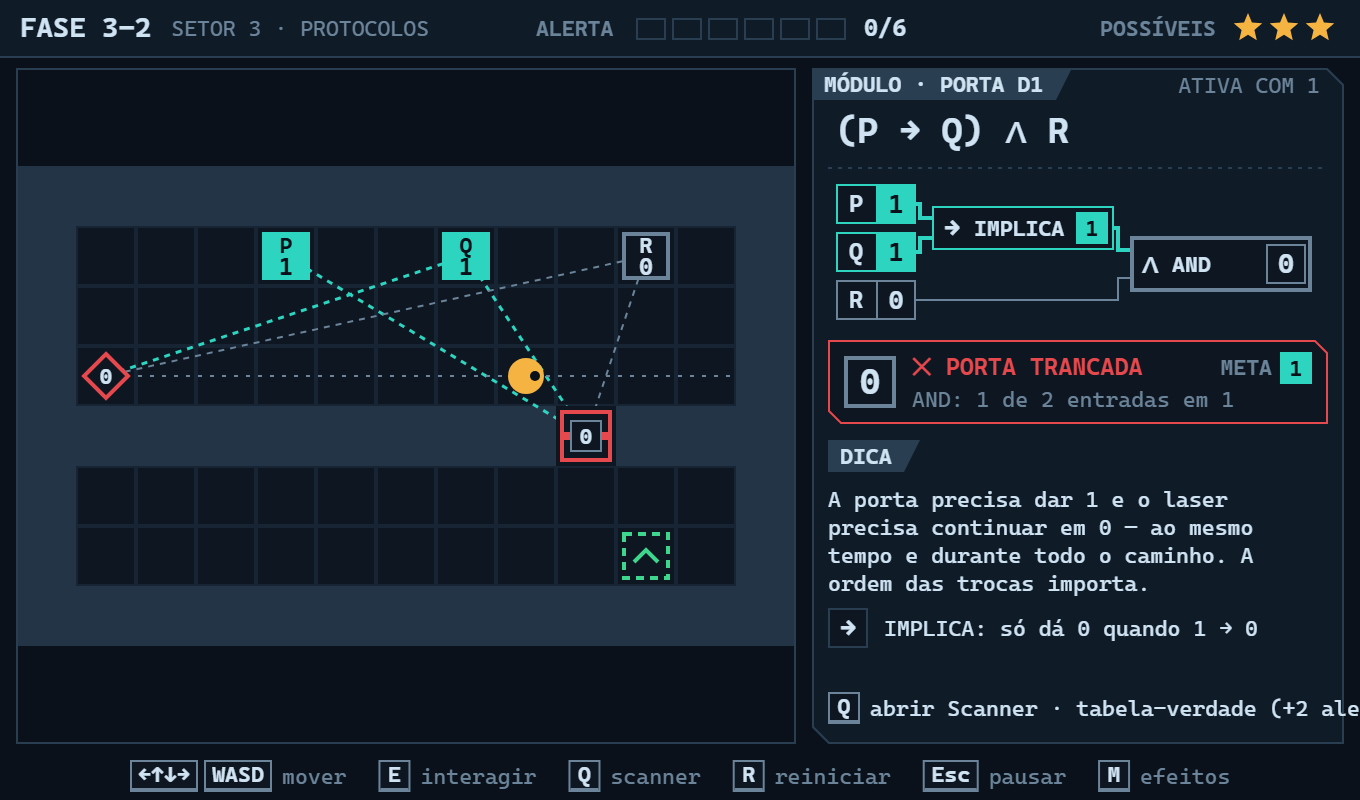 FASE 3–2 SETOR 3 · PROTOCOLOS ALERTA 0/6 POSSÍVEIS
MÓDULO · PORTA D1 ATIVA COM 1
(P → Q) ∧ R
P 1
→ IMPLICA 1
Q 1
∧ AND 0
R 0
0 × PORTA TRANCADA META 1
AND: 1 de 2 entradas em 1
DICA
A porta precisa dar 1 e o laser
precisa continuar em 0 — ao mesmo
tempo e durante todo o caminho. A
ordem das trocas importa.
→ IMPLICA: só dá 0 quando 1 → 0
Q abrir Scanner · tabela-verdade (+2 ale
P
1
Q
1
R
0
0
0
←↑↓→ WASD mover E interagir Q scanner R reiniciar Esc pausar M efeitos